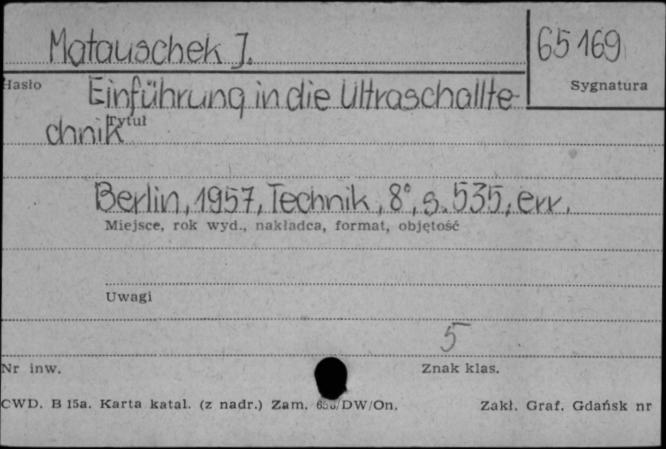 Matauschek J.
65169
Hasło
Sygnatura
Einführung in die Ultraschallte-
Tytuł
chnik
Berlin, 1957, Technik, 8°, s. 535, err.
Miejsce, rok wyd., nakładca, format, objętość
Uwagi
5
Nr inw.
Znak klas.
CWD. B 15a. Karta katal. (z nadr.) Zam. /DW/On.
Zakł. Graf. Gdańsk nr